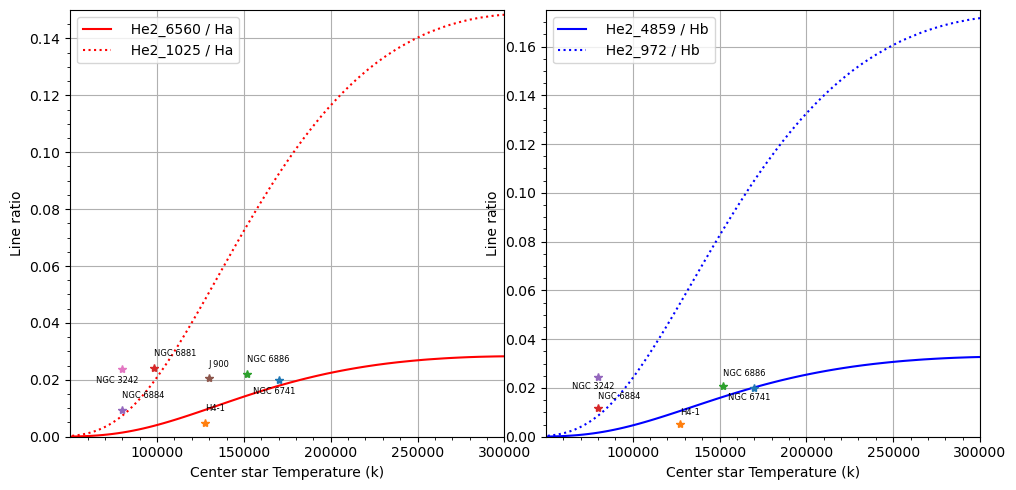 He2_6560 / Ha
He2_1025 / Ha
0.14
0.12
0.10
0.08
0.06
0.04
0.02
0.00
Line ratio
NGC 6881
J 900
NGC 6886
NGC 3242
NGC 6741
NGC 6884
H4-1
100000 150000 200000 250000 300000
Center star Temperature (k)
He2_4859 / Hb
He2_972 / Hb
0.16
0.14
0.12
0.10
0.08
0.06
0.04
0.02
0.00
Line ratio
NGC 6886
NGC 3242
NGC 6884
NGC 6741
H4-1
100000 150000 200000 250000 300000
Center star Temperature (k)